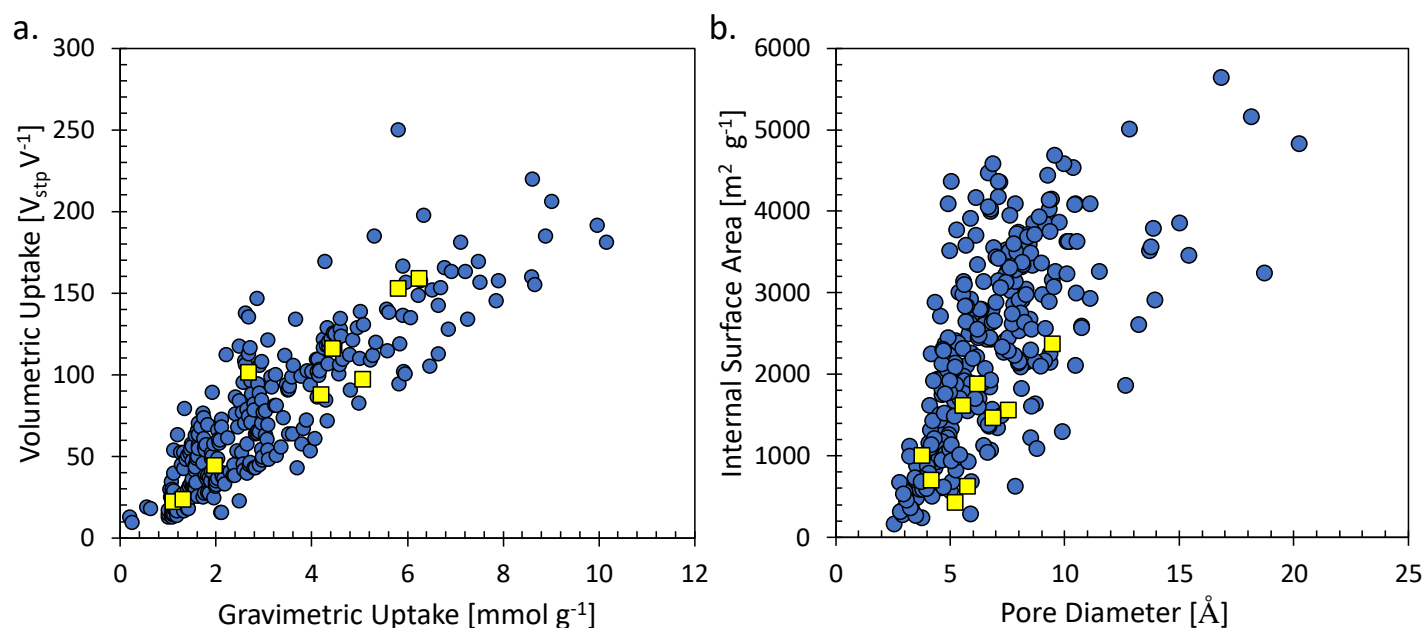 a.
300
250
200
150
100
50
0
Volumetric Uptake [V_stp V⁻¹]
0 2 4 6 8 10 12
Gravimetric Uptake [mmol g⁻¹]
b.
6000
5000
4000
3000
2000
1000
0
Internal Surface Area [m² g⁻¹]
0 5 10 15 20 25
Pore Diameter [Å]